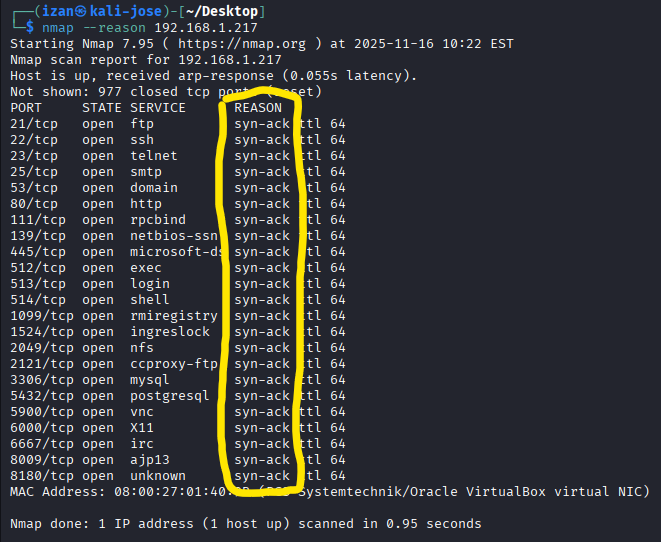 ┌──(izan㉿kali-jose)-[~/Desktop]
└─$ nmap --reason 192.168.1.217
Starting Nmap 7.95 ( https://nmap.org ) at 2025-11-16 10:22 EST
Nmap scan report for 192.168.1.217
Host is up, received arp-response (0.055s latency).
Not shown: 977 closed tcp ports (reset)
PORT STATE SERVICE REASON
21/tcp open ftp syn-ack ttl 64
22/tcp open ssh syn-ack ttl 64
23/tcp open telnet syn-ack ttl 64
25/tcp open smtp syn-ack ttl 64
53/tcp open domain syn-ack ttl 64
80/tcp open http syn-ack ttl 64
111/tcp open rpcbind syn-ack ttl 64
139/tcp open netbios-ssn syn-ack ttl 64
445/tcp open microsoft-ds syn-ack ttl 64
512/tcp open exec syn-ack ttl 64
513/tcp open login syn-ack ttl 64
514/tcp open shell syn-ack ttl 64
1099/tcp open rmiregistry syn-ack ttl 64
1524/tcp open ingreslock syn-ack ttl 64
2049/tcp open nfs syn-ack ttl 64
2121/tcp open ccproxy-ftp syn-ack ttl 64
3306/tcp open mysql syn-ack ttl 64
5432/tcp open postgresql syn-ack ttl 64
5900/tcp open vnc syn-ack ttl 64
6000/tcp open X11 syn-ack ttl 64
6667/tcp open irc syn-ack ttl 64
8009/tcp open ajp13 syn-ack ttl 64
8180/tcp open unknown syn-ack ttl 64
MAC Address: Systemtechnik/Oracle VirtualBox virtual NIC)
Nmap done: 1 IP address (1 host up) scanned in 0.95 seconds